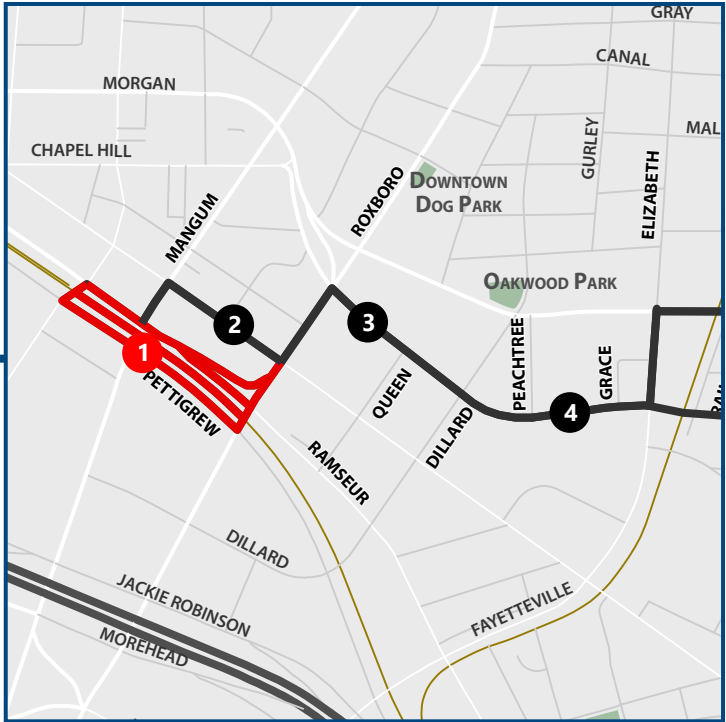 GRAY
CANAL
MORGAN
GURLEY
MAL
CHAPEL HILL
ELIZABETH
ROXBORO
DOWNTOWN
DOG PARK
MANGUM
OAKWOOD PARK
2
3
1
PEACHTREE
GRACE
PETTIGREW
QUEEN
4
DILLARD
RAMSEUR
DILLARD
JACKIE ROBINSON
FAYETTEVILLE
MOREHEAD